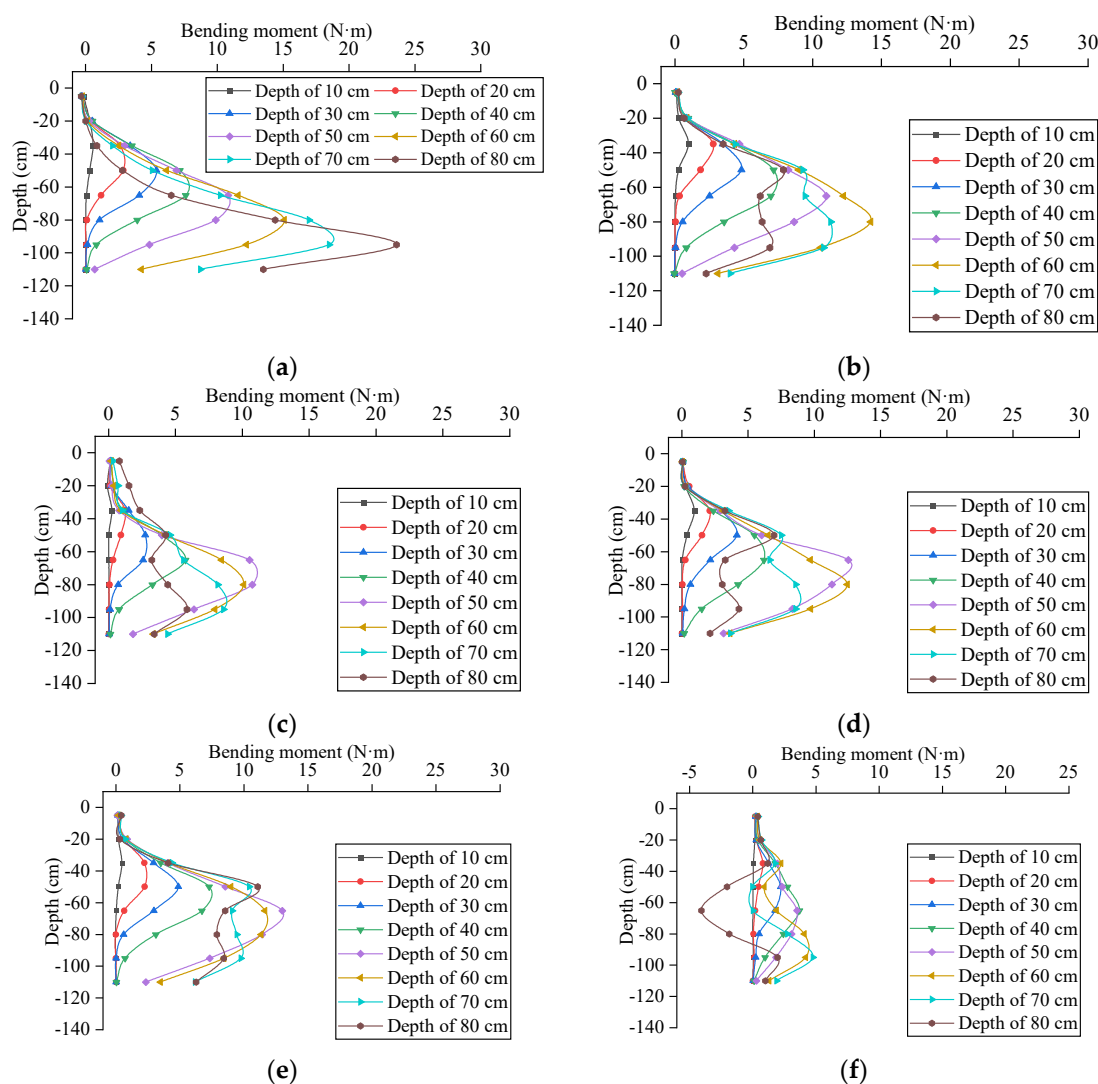 Bending moment (N·m)
0 5 10 15 20 25 30
Depth (cm)
0
-20
-40
-60
-80
-100
-120
-140
Depth of 10 cm Depth of 20 cm
Depth of 30 cm Depth of 40 cm
Depth of 50 cm Depth of 60 cm
Depth of 70 cm Depth of 80 cm
(a)
Bending moment (N·m)
0 5 10 15 20 25 30
Depth (cm)
0
-20
-40
-60
-80
-100
-120
-140
Depth of 10 cm
Depth of 20 cm
Depth of 30 cm
Depth of 40 cm
Depth of 50 cm
Depth of 60 cm
Depth of 70 cm
Depth of 80 cm
(b)
Bending moment (N·m)
0 5 10 15 20 25 30
Depth (cm)
0
-20
-40
-60
-80
-100
-120
-140
Depth of 10 cm
Depth of 20 cm
Depth of 30 cm
Depth of 40 cm
Depth of 50 cm
Depth of 60 cm
Depth of 70 cm
Depth of 80 cm
(c)
Bending moment (N·m)
0 5 10 15 20 25 30
Depth (cm)
0
-20
-40
-60
-80
-100
-120
-140
Depth of 10 cm
Depth of 20 cm
Depth of 30 cm
Depth of 40 cm
Depth of 50 cm
Depth of 60 cm
Depth of 70 cm
Depth of 80 cm
(d)
Bending moment (N·m)
0 5 10 15 20 25 30
Depth (cm)
0
-20
-40
-60
-80
-100
-120
-140
Depth of 10 cm
Depth of 20 cm
Depth of 30 cm
Depth of 40 cm
Depth of 50 cm
Depth of 60 cm
Depth of 70 cm
Depth of 80 cm
(e)
Bending moment (N·m)
-5 0 5 10 15 20 25
Depth (cm)
0
-20
-40
-60
-80
-100
-120
-140
Depth of 10 cm
Depth of 20 cm
Depth of 30 cm
Depth of 40 cm
Depth of 50 cm
Depth of 60 cm
Depth of 70 cm
Depth of 80 cm
(f)